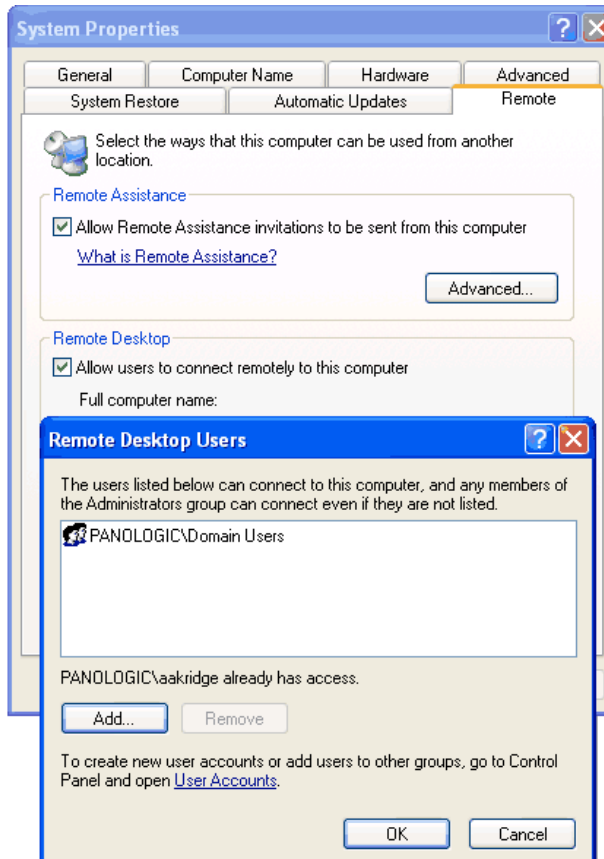 System Properties
General
Computer Name
Hardware
Advanced
System Restore
Automatic Updates
Remote
Select the ways that this computer can be used from another
location.
Remote Assistance
Allow Remote Assistance invitations to be sent from this computer
What is Remote Assistance?
Advanced...
Remote Desktop
Allow users to connect remotely to this computer
Full computer name:
Remote Desktop Users
The users listed below can connect to this computer, and any members of
the Administrators group can connect even if they are not listed.
PANOLOGIC\Domain Users
PANOLOGIC\aakridge already has access.
Add...
Remove
To create new user accounts or add users to other groups, go to Control
Panel and open User Accounts.
OK
Cancel